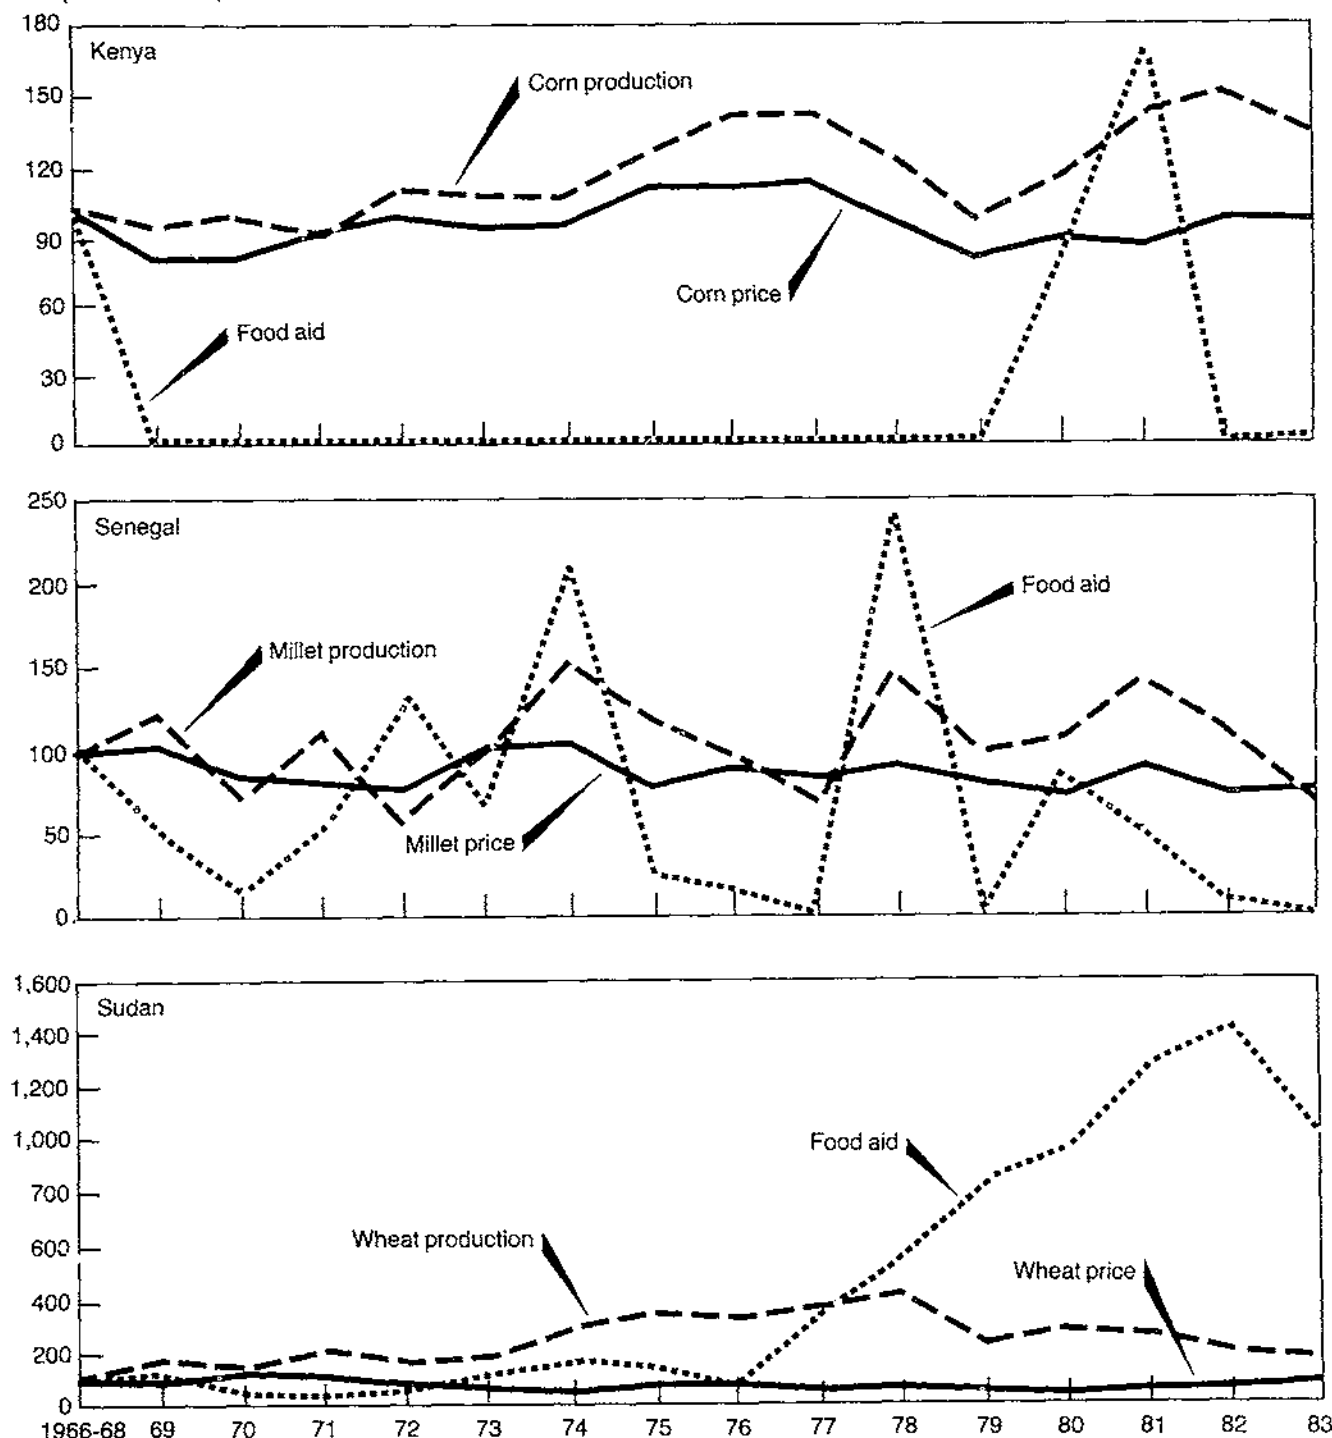 180
Kenya
Corn production
150
120
90
Corn price
60
Food aid
30
0
250
Senegal
200
Food aid
Millet production
150
100
Millet price
50
0
1,600
Sudan
1,400
1,200
1,000
Food aid
700
Wheat production
600
Wheat price
400
200
0
1966-68 69 70 71 72 73 74 75 76 77 78 79 80 81 82 83